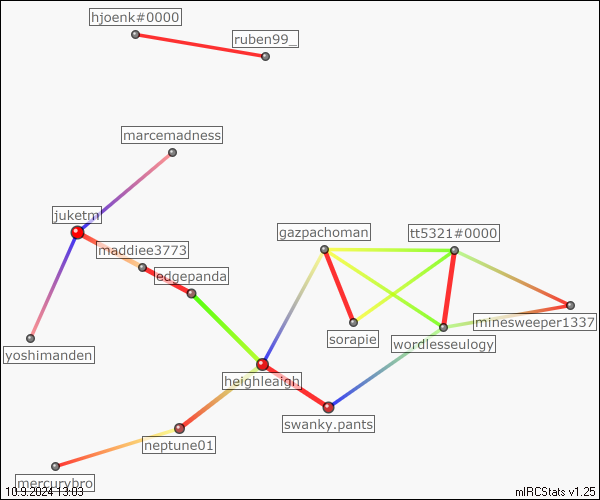 hjoenk#0000
ruben99_
marcemadness
juketm
gazpachoman
tt5321#0000
maddiee3773
edgepanda
minesweeper1337
sorapie
wordlesseulogy
yoshimanden
heighleaigh
swanky.pants
neptune01
mercurybro
10.9.2024 13:03
mIRCStats v1.25